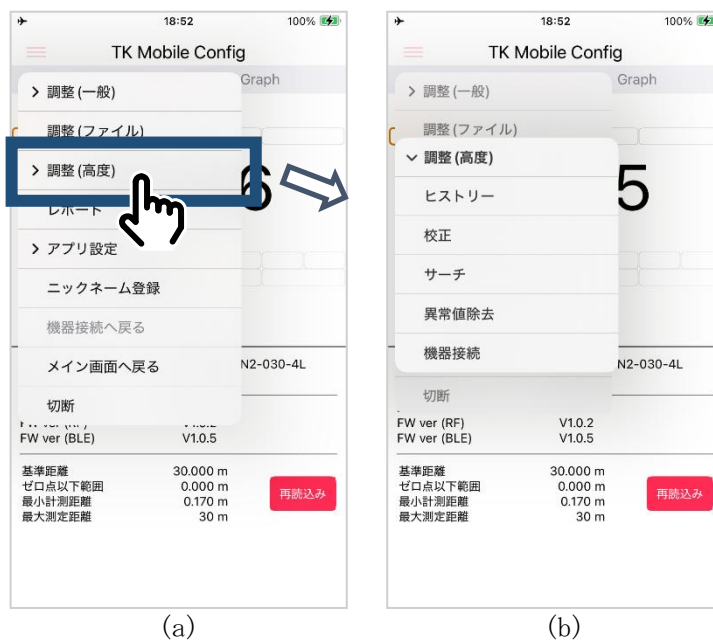 18:52
100%
TK Mobile Config
Graph
調整(一般)
調整(ファイル)
調整(高度)
6
レポート
アプリ設定
ニックネーム登録
機器接続へ戻る
メイン画面へ戻る
N2-030-4L
切断
FW ver (RF) V1.0.2
FW ver (BLE) V1.0.5
基準距離 30.000 m
ゼロ点以下範囲 0.000 m
最小計測距離 0.170 m
最大測定距離 30 m
再読込み
(a)
18:52
100%
TK Mobile Config
Graph
調整(一般)
調整(ファイル)
調整(高度)
5
ヒストリー
校正
サーチ
異常値除去
機器接続
N2-030-4L
切断
FW ver (RF) V1.0.2
FW ver (BLE) V1.0.5
基準距離 30.000 m
ゼロ点以下範囲 0.000 m
最小計測距離 0.170 m
最大測定距離 30 m
再読込み
(b)